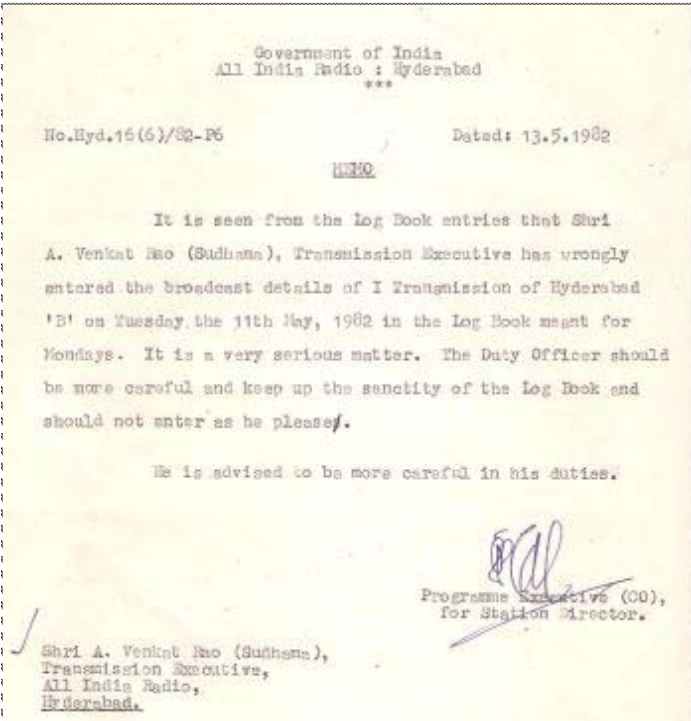 Government of India
All India Radio : Hyderabad
***
No.Hyd.16(6)/82-P6 Dated: 13.5.1982
MEMO
It is seen from the Log Book entries that Shri
A. Venkat Rao (Sudhama), Transmission Executive has wrongly
entered the broadcast details of I Transmission of Hyderabad
'B' on Tuesday, the 11th May, 1982 in the Log Book meant for
Mondays. It is a very serious matter. The Duty Officer should
be more careful and keep up the sanctity of the Log Book and
should not enter as he pleases.
He is advised to be more careful in his duties.
Programme Executive (CO),
for Station Director.
Shri A. Venkat Rao (Sudhama),
Transmission Executive,
All India Radio,
Hyderabad.